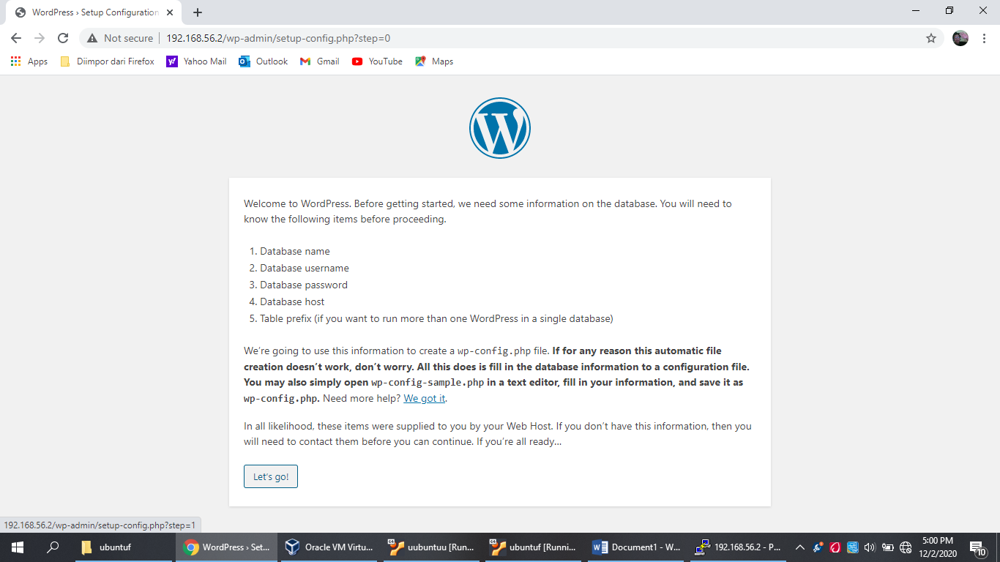 WordPress › Setup Configuration
Not secure
192.168.56.2/wp-admin/setup-config.php?step=0
Apps
Diimpor dari Firefox
Yahoo Mail
Outlook
Gmail
YouTube
Maps
Welcome to WordPress. Before getting started, we need some information on the database. You will need to
know the following items before proceeding.
1. Database name
2. Database username
3. Database password
4. Database host
5. Table prefix (if you want to run more than one WordPress in a single database)
We’re going to use this information to create a wp-config.php file. If for any reason this automatic file
creation doesn’t work, don’t worry. All this does is fill in the database information to a configuration file.
You may also simply open wp-config-sample.php in a text editor, fill in your information, and save it as
wp-config.php. Need more help? We got it.
In all likelihood, these items were supplied to you by your Web Host. If you don’t have this information, then you
will need to contact them before you can continue. If you’re all ready…
Let’s go!
192.168.56.2/wp-admin/setup-config.php?step=1
ubuntuf
WordPress › Set...
Oracle VM Virtu...
uubuntuu [Run...
ubuntuf [Runni...
Document1 - W...
192.168.56.2 - P...
5:00 PM
12/2/2020
10